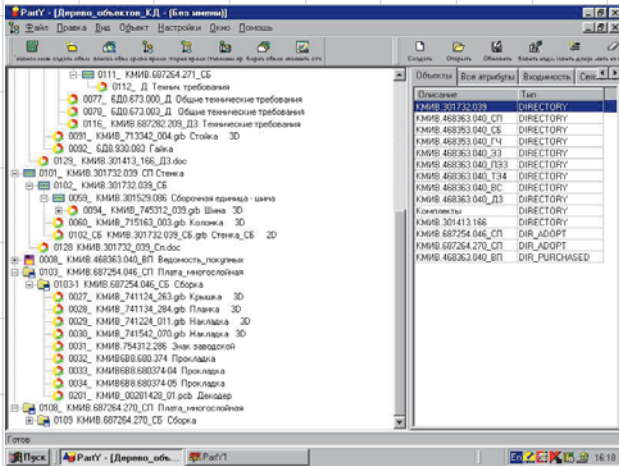 PartY - [Дерево_объектов_КД - (Без имени)]
Файл Правка Вид Объект Настройки Окно Помощь
Создать Открыть Обновить
0111_ КМИВ.687264.271_СБ
0112_ Д Технич требования
0077_ 6Д0.673.000_Д Общие технические требования
0078_ 6Д0.673.003_Д Общие технические требования
0116_ КМИВ.687282.209_Д3 Технические требования
0091_ КМИВ_713342_004.grb Стойка 3D
0092_ 6Д8.930.083 Гайка
0129_ КМИВ.301413_166_Д3.doc
0101_ КМИВ.301732.039 СП Стенка
0102_ КМИВ.301732.039_СБ
0059_ КМИВ.301529.086 Сборочная единица - шина
0094_ КМИВ_745312_039.grb Шина 3D
0060_ КМИВ_715163_003.grb Колонка 3D
0102_СБ КМИВ.301732.039_СБ.grb Стенка_СБ 2D
0128 КМИВ.301732_039_Сп.doc
0008_ КМИВ.468363.040_ВП Ведомость_покупных
0103_ КМИВ.687254.046_СП Плата_многослойная
0103-1 КМИВ.687254.046_СБ Сборка
0027_ КМИВ_741124_263.grb Крышка 3D
0028_ КМИВ_741134_284.grb Планка 3D
0029_ КМИВ_741224_011.grb Накладка 3D
0030_ КМИВ_741542_070.grb Накладка 3D
0031_ КМИВ.754312.286 Знак заводской
0032_ КМИВ6В8.680.374 Прокладка
0033_ КМИВ6В8.680374-04 Прокладка
0034_ КМИВ6В8.680374-05 Прокладка
0201_ КМИВ_00281428_01.pcb Декодер
0108_ КМИВ.687264.270_СП Плата_многослойная
0109 КМИВ.687264.270_СБ Сборка
Объекты Все атрибуты Входимость
Описание Тип
КМИВ.301732.039 DIRECTORY
КМИВ.468363.040_СП DIRECTORY
КМИВ.468353.040_СБ DIRECTORY
КМИВ.468353.040_ГЧ DIRECTORY
КМИВ.468363.040_Э3 DIRECTORY
КМИВ.468363.040_ПЭ3 DIRECTORY
КМИВ.468363.040_ТЭ4 DIRECTORY
КМИВ.468363.040_ВС DIRECTORY
КМИВ.468363.040_Д3 DIRECTORY
Комплекты DIRECTORY
КМИВ.301413.166 DIRECTORY
КМИВ.687254.046_СП DIR_ADOPT
КМИВ.687264.270_СП DIR_ADOPT
КМИВ.468363.040_ВП DIR_PURCHASED
Готов
Пуск PartY - [Дерево_объ... PartY1 En 16:18